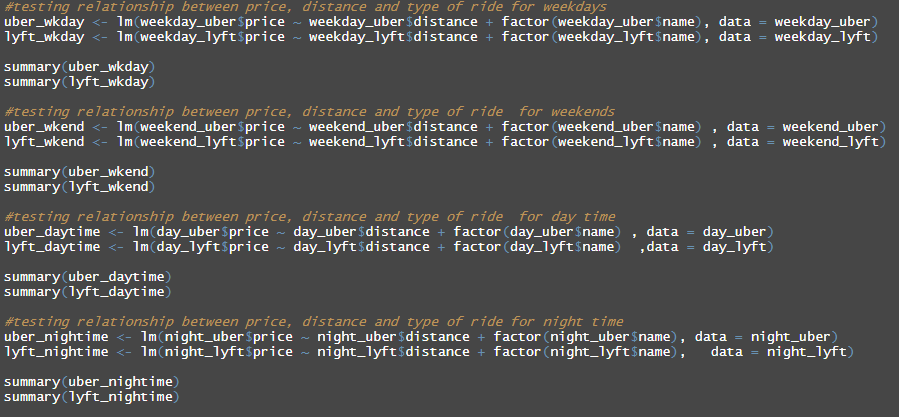 #testing relationship between price, distance and type of ride for weekdays
uber_wkday <- lm(weekday_uber$price ~ weekday_uber$distance + factor(weekday_uber$name), data = weekday_uber)
lyft_wkday <- lm(weekday_lyft$price ~ weekday_lyft$distance + factor(weekday_lyft$name), data = weekday_lyft)
summary(uber_wkday)
summary(lyft_wkday)
#testing relationship between price, distance and type of ride  for weekends
uber_wkend <- lm(weekend_uber$price ~ weekend_uber$distance + factor(weekend_uber$name) , data = weekend_uber)
lyft_wkend <- lm(weekend_lyft$price ~ weekend_lyft$distance + factor(weekend_lyft$name) , data = weekend_lyft)
summary(uber_wkend)
summary(lyft_wkend)
#testing relationship between price, distance and type of ride  for day time
uber_daytime <- lm(day_uber$price ~ day_uber$distance + factor(day_uber$name) , data = day_uber)
lyft_daytime <- lm(day_lyft$price ~ day_lyft$distance + factor(day_lyft$name)  ,data = day_lyft)
summary(uber_daytime)
summary(lyft_daytime)
#testing relationship between price, distance and type of ride for night time
uber_nightime <- lm(night_uber$price ~ night_uber$distance + factor(night_uber$name), data = night_uber)
lyft_nightime <- lm(night_lyft$price ~ night_lyft$distance + factor(night_lyft$name),   data = night_lyft)
summary(uber_nightime)
summary(lyft_nightime)